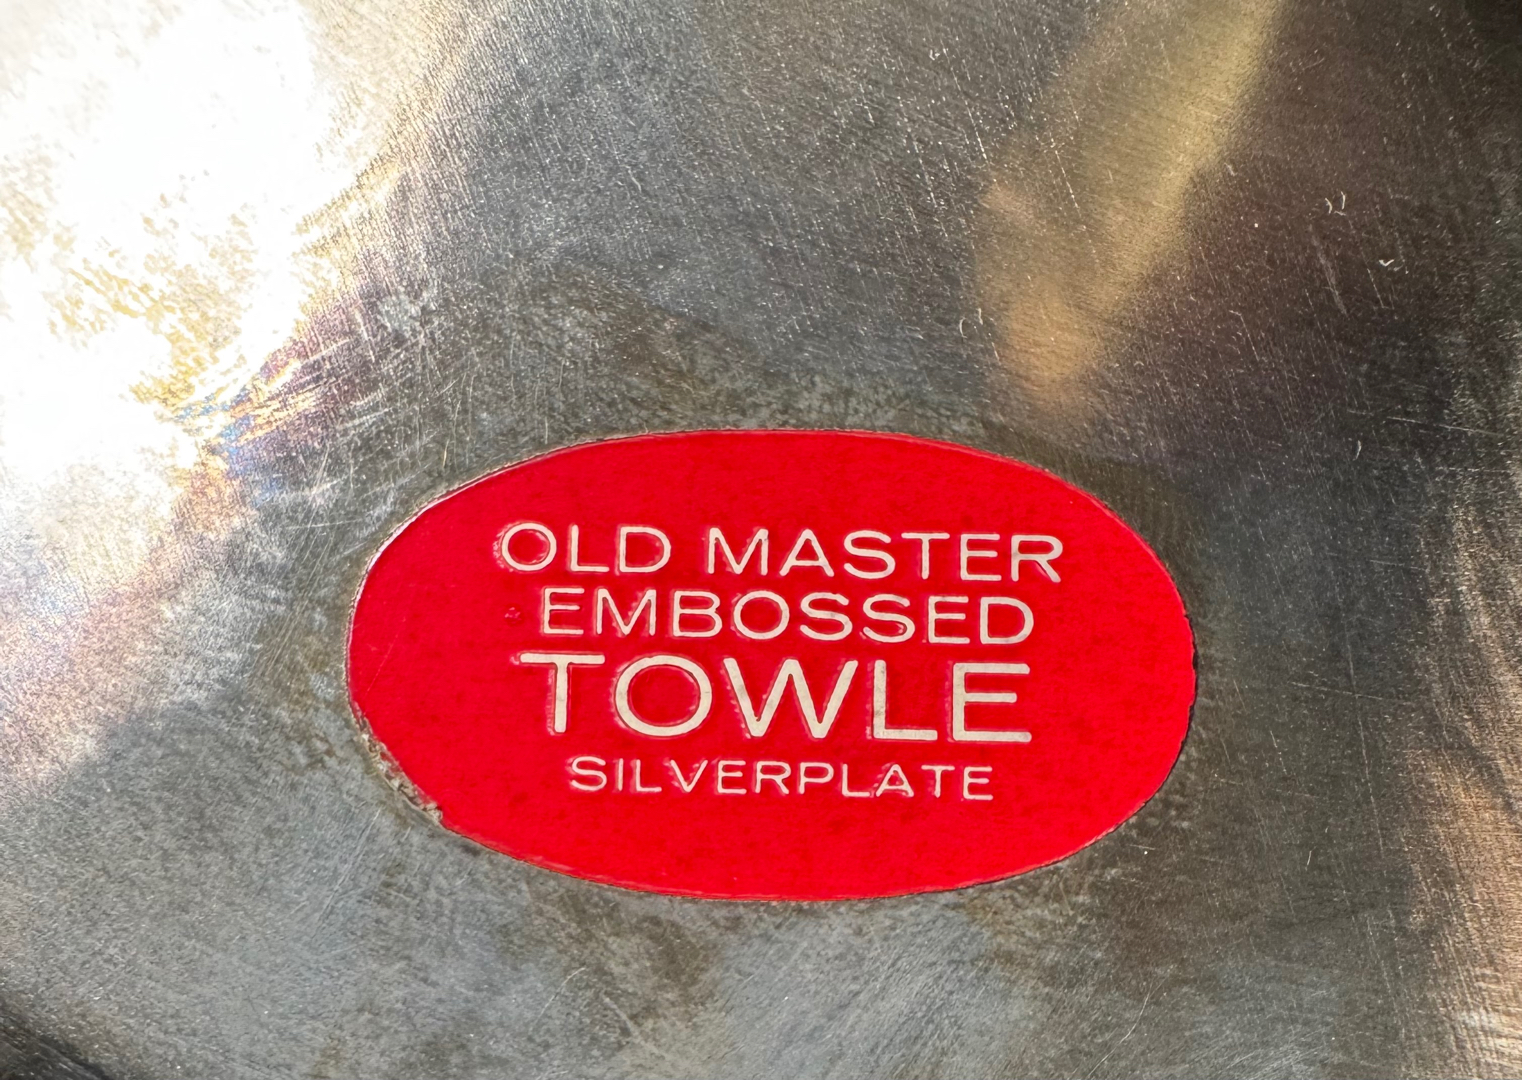 OLD MASTER
EMBOSSED
TOWLE
SILVERPLATE